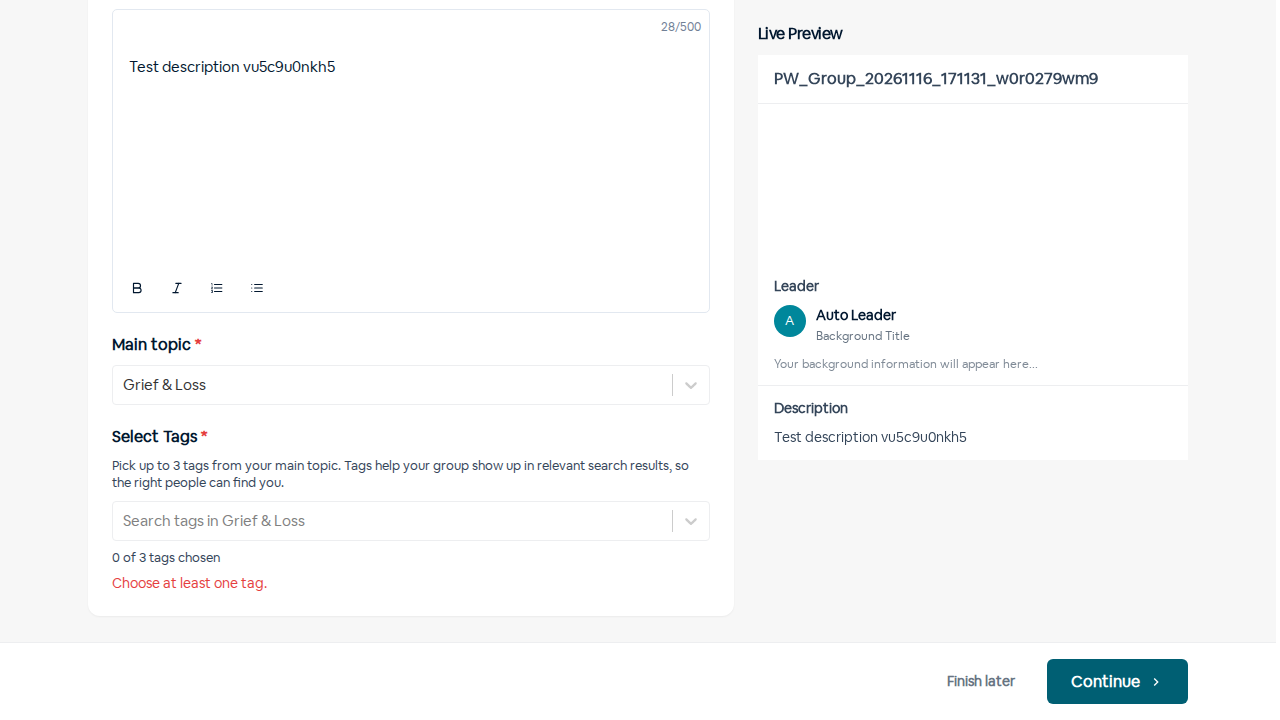 28/500
Test description vu5c9u0nkh5
Main topic *
Grief & Loss
Select Tags *
Pick up to 3 tags from your main topic. Tags help your group show up in relevant search results, so
the right people can find you.
Search tags in Grief & Loss
0 of 3 tags chosen
Choose at least one tag.
Live Preview
PW_Group_20261116_171131_w0r0279wm9
Leader
A
Auto Leader
Background Title
Your background information will appear here...
Description
Test description vu5c9u0nkh5
Finish later
Continue